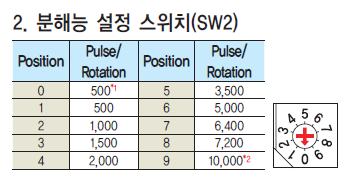 2. 분해능 설정 스위치(SW2)
Position Pulse/Rotation Position Pulse/Rotation
0 500*1 5 3,500
1 500 6 5,000
2 1,000 7 6,400
3 1,500 8 7,200
4 2,000 9 10,000*2
0 1 2 3 4 5 6 7 8 9